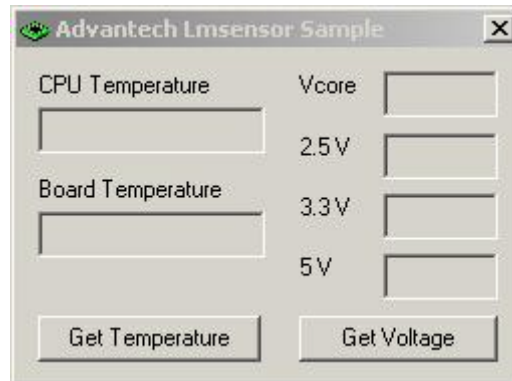 Advantech Lmsensor Sample
CPU Temperature
Vcore
2.5 V
Board Temperature
3.3 V
5 V
Get Temperature
Get Voltage